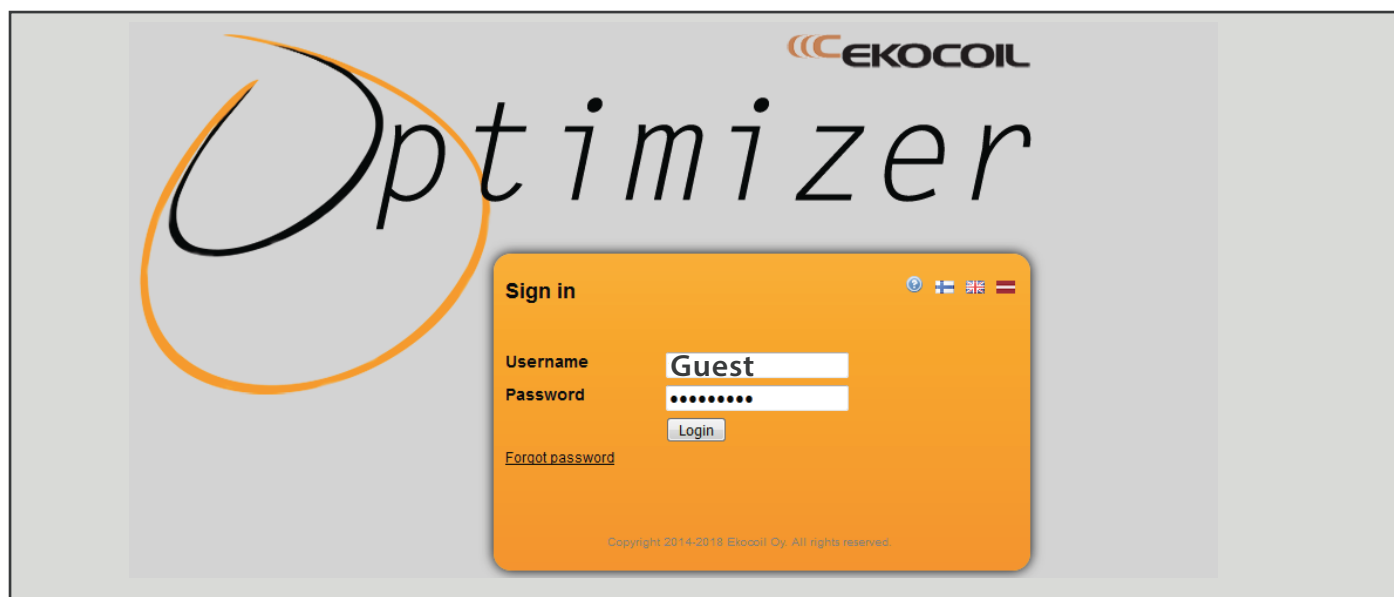 EKOCOIL
Optimizer
Sign in
Username Guest
Password •••••••••
Login
Forgot password
Copyright 2014-2018 Ekocoil Oy. All rights reserved.